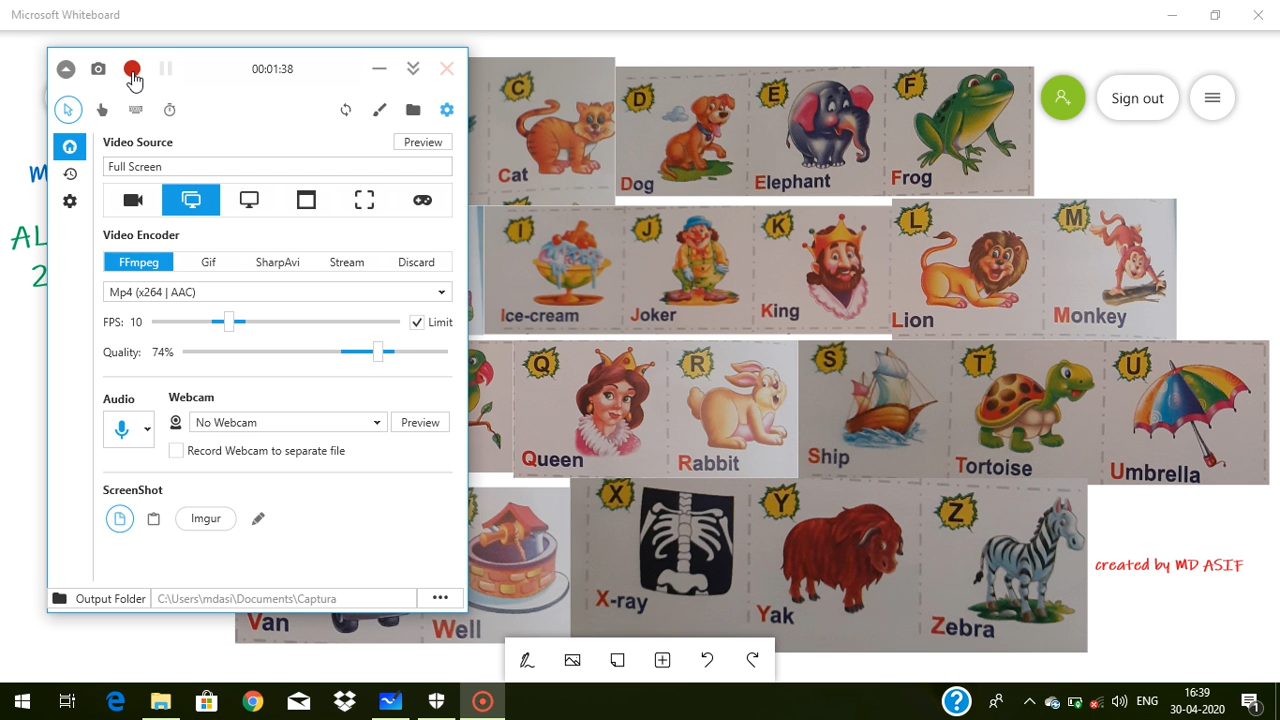 Microsoft Whiteboard
00:01:38
Video Source
Preview
Full Screen
Video Encoder
FFmpeg
Gif
SharpAvi
Stream
Discard
Mp4 (x264 | AAC)
FPS: 10
Limit
Quality: 74%
Audio
Webcam
No Webcam
Preview
Record Webcam to separate file
ScreenShot
Imgur
Output Folder
C:\Users\mdasi\Documents\Captura
Sign out
M
AL
2
C
Cat
D
Dog
E
Elephant
F
Frog
I
Ice-cream
J
Joker
K
King
L
Lion
M
Monkey
Q
Queen
R
Rabbit
S
Ship
T
Tortoise
U
Umbrella
Van
Well
X
X-ray
Y
Yak
Z
Zebra
created by MD ASIF
ENG
16:39
30-04-2020
1